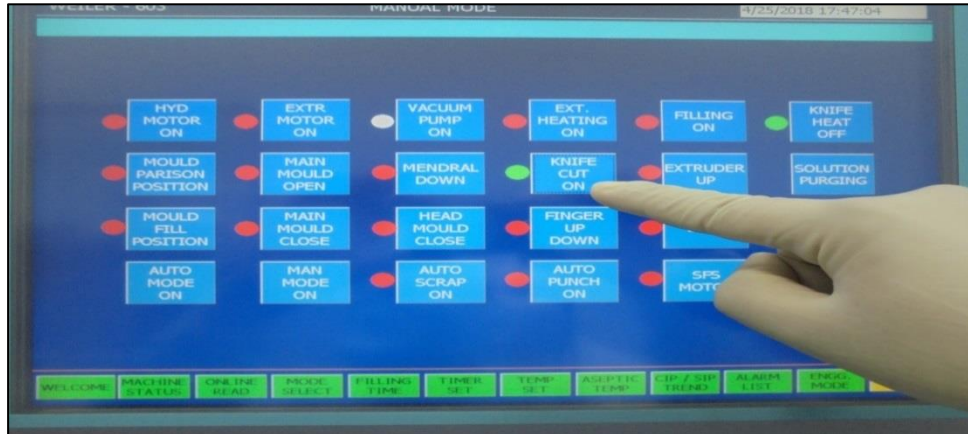 WEILER - 603 MANUAL MODE 4/25/2018 17:47:04
HYD
MOTOR
ON
EXTR
MOTOR
ON
VACUUM
PUMP
ON
EXT.
HEATING
ON
FILLING
ON
KNIFE
HEAT
OFF
MOULD
PARISON
POSITION
MAIN
MOULD
OPEN
MENDRAL
DOWN
KNIFE
CUT
ON
EXTRUDER
UP
SOLUTION
PURGING
MOULD
FILL
POSITION
MAIN
MOULD
CLOSE
HEAD
MOULD
CLOSE
FINGER
UP
DOWN
AUTO
MODE
ON
MAN
MODE
ON
AUTO
SCRAP
ON
AUTO
PUNCH
ON
SFS
WELCOME
MACHINE
STATUS
ONLINE
READ
MODE
SELECT
FILLING
TIME
TIMER
SET
TEMP
SET
ASEPTIC
TEMP
CIP / SIP
TREND
ALARM
LIST
ENGG.
MODE